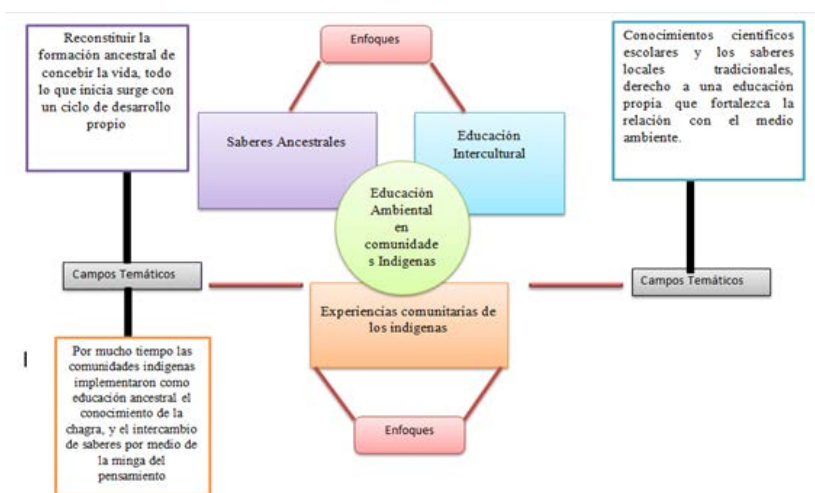 Reconstituir la
formación ancestral de
concebir la vida, todo
lo que inicia surge con
un ciclo de desarrollo
propio
Enfoques
Conocimientos científicos
escolares y los saberes
locales tradicionales,
derecho a una educación
propia que fortalezca la
relación con el medio
ambiente.
Saberes Ancestrales
Educación
Intercultural
Educación
Ambiental
en
comunidade
s Indígenas
Campos Temáticos
Campos Temáticos
Experiencias comunitarias de
los indígenas
Por mucho tiempo las
comunidades indígenas
implementaron como
educación ancestral el
conocimiento de la
chagra, y el intercambio
de saberes por medio de
la minga del
pensamiento
Enfoques